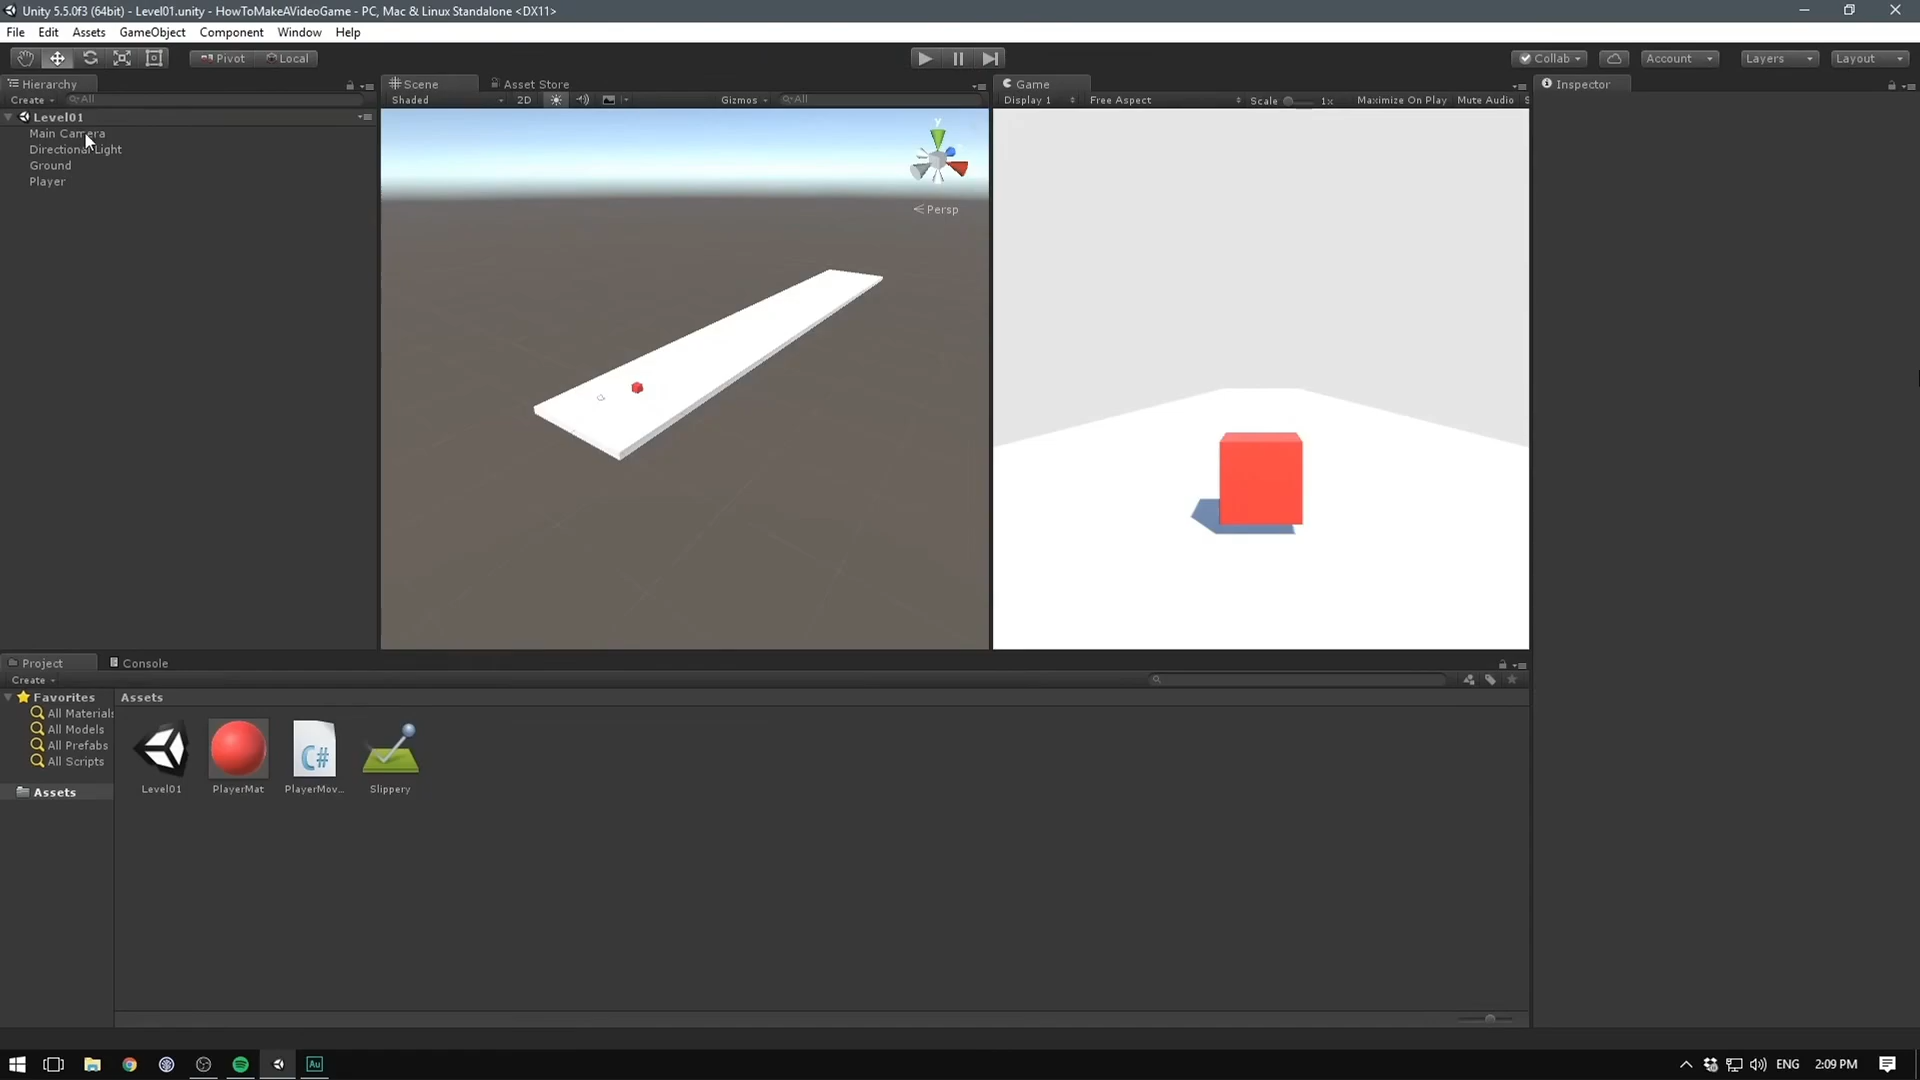 Unity 5.5.0f3 (64bit) - Level01.unity - HowToMakeAVideoGame - PC, Mac & Linux Standalone <DX11>
File Edit Assets GameObject Component Window Help
Pivot Local Collab Account Layers Layout
Hierarchy
Create All
Level01
Main Camera
Directional Light
Ground
Player
Scene Asset Store
Shaded 2D Gizmos All
y
Persp
Game
Display 1 Free Aspect Scale 1x Maximize On Play Mute Audio S
Inspector
Project Console
Create
Favorites
All Materials
All Models
All Prefabs
All Scripts
Assets
Assets
C#
Level01 PlayerMat PlayerMov... Slippery
Au
ENG 2:09 PM